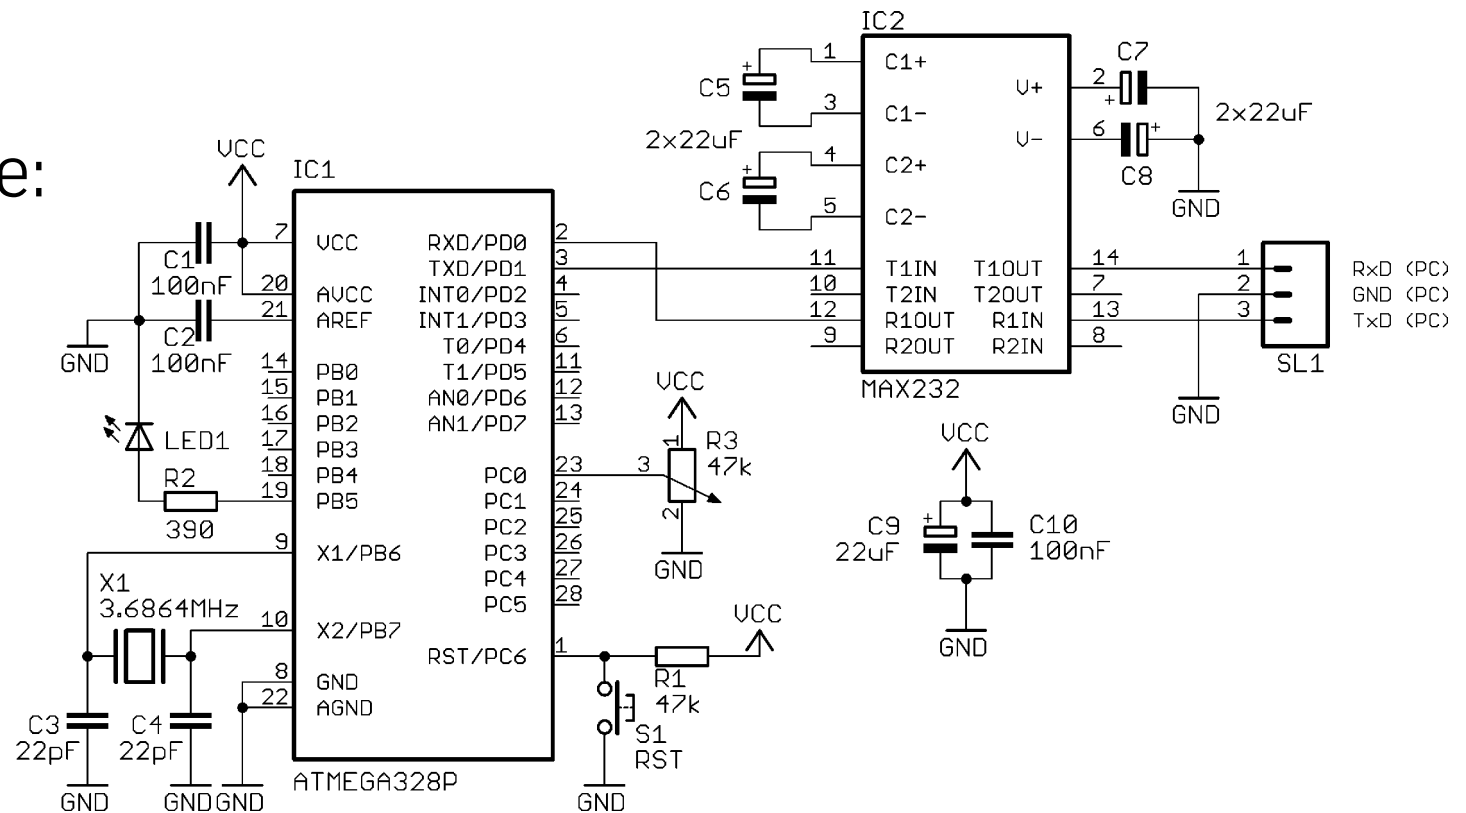 e:
VCC
IC1
7
VCC
C1
100nF
20
AVCC
21
AREF
C2
100nF
GND
14
PB0
15
PB1
16
PB2
17
PB3
18
PB4
19
PB5
LED1
R2
390
9
X1/PB6
X1
3.6864MHz
10
X2/PB7
8
GND
22
AGND
C3
22pF
C4
22pF
GND
GND
GND
ATMEGA328P
RXD/PD0
2
TXD/PD1
3
INT0/PD2
4
INT1/PD3
5
T0/PD4
6
T1/PD5
11
AN0/PD6
12
AN1/PD7
13
PC0
23
PC1
24
PC2
25
PC3
26
PC4
27
PC5
28
RST/PC6
1
VCC
1
R3
47k
3
2
GND
VCC
R1
47k
S1
RST
GND
IC2
C5
1
C1+
+
3
C1-
2x22uF
4
C2+
+
C6
5
C2-
11
T1IN
10
T2IN
12
R1OUT
9
R2OUT
MAX232
V+
2
+
C7
V-
6
+
C8
2x22uF
GND
T1OUT
14
T2OUT
7
R1IN
13
R2IN
8
1
RxD (PC)
2
GND (PC)
3
TxD (PC)
SL1
GND
VCC
C9
+
22uF
C10
100nF
GND